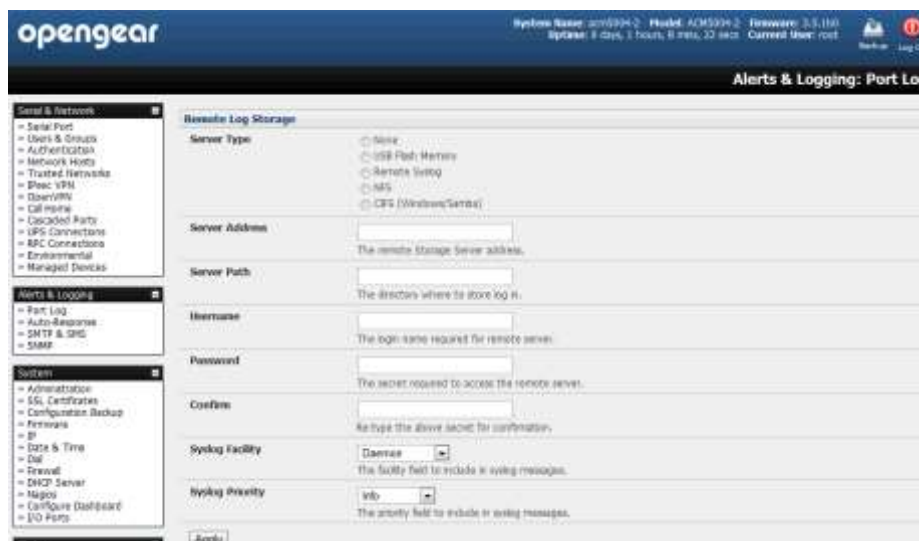 opengear
System Name: acm5004-2 Model: ACM5004-2 Firmware: 3.5.1
Uptime: 8 days, 1 hours, 8 mins, 22 secs Current User: root
Backup
Log
Alerts & Logging: Port Lo
Serial & Network
Serial Port
Users & Groups
Authentication
Network Hosts
Trusted Networks
IPsec VPN
OpenVPN
Call Home
Cascaded Ports
UPS Connections
RPC Connections
Environmental
Managed Devices
Alerts & Logging
Port Log
Auto-Response
SMTP & SMS
SNMP
System
Administration
SSL Certificates
Configuration Backup
Firmware
IP
Date & Time
Dial
Firewall
DHCP Server
Nagios
Configure Dashboard
I/O Ports
Remote Log Storage
Server Type
None
USB Flash Memory
Remote Syslog
NFS
CIFS (Windows/Samba)
Server Address
The remote Storage Server address.
Server Path
The directory where to store log in.
Username
The login name required for remote server.
Password
The secret required to access the remote server.
Confirm
Re-type the above secret for confirmation.
Syslog Facility
Daemon
The facility field to include in syslog messages.
Syslog Priority
Info
The priority field to include in syslog messages.
Apply